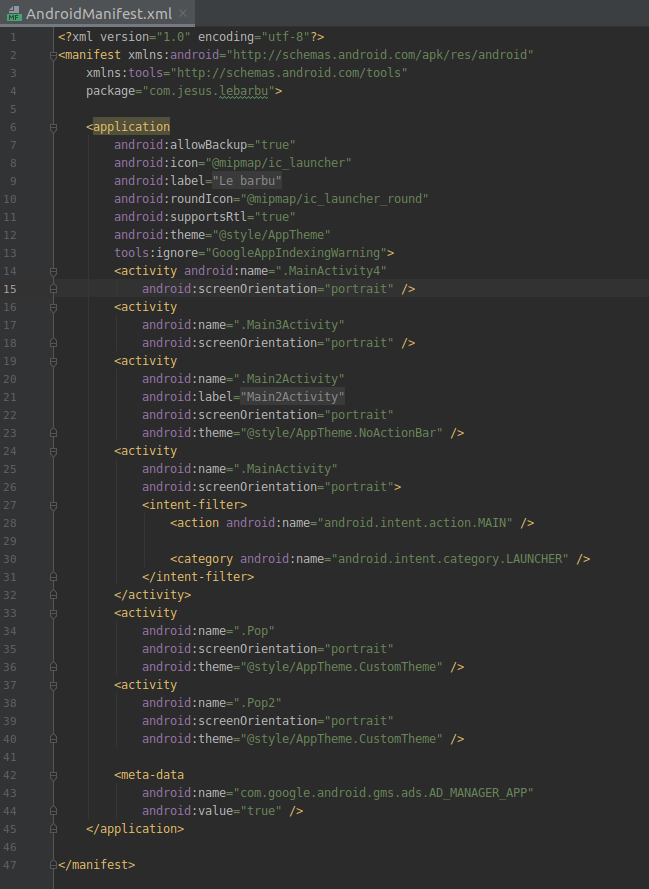 AndroidManifest.xml ×
1 <?xml version="1.0" encoding="utf-8"?>
2 <manifest xmlns:android="http://schemas.android.com/apk/res/android"
3     xmlns:tools="http://schemas.android.com/tools"
4     package="com.jesus.lebarbu">
5
6     <application
7         android:allowBackup="true"
8         android:icon="@mipmap/ic_launcher"
9         android:label="Le barbu"
10         android:roundIcon="@mipmap/ic_launcher_round"
11         android:supportsRtl="true"
12         android:theme="@style/AppTheme"
13         tools:ignore="GoogleAppIndexingWarning">
14         <activity android:name=".MainActivity4"
15             android:screenOrientation="portrait" />
16         <activity
17             android:name=".Main3Activity"
18             android:screenOrientation="portrait" />
19         <activity
20             android:name=".Main2Activity"
21             android:label="Main2Activity"
22             android:screenOrientation="portrait"
23             android:theme="@style/AppTheme.NoActionBar" />
24         <activity
25             android:name=".MainActivity"
26             android:screenOrientation="portrait">
27             <intent-filter>
28                 <action android:name="android.intent.action.MAIN" />
29
30                 <category android:name="android.intent.category.LAUNCHER" />
31             </intent-filter>
32         </activity>
33         <activity
34             android:name=".Pop"
35             android:screenOrientation="portrait"
36             android:theme="@style/AppTheme.CustomTheme" />
37         <activity
38             android:name=".Pop2"
39             android:screenOrientation="portrait"
40             android:theme="@style/AppTheme.CustomTheme" />
41
42         <meta-data
43             android:name="com.google.android.gms.ads.AD_MANAGER_APP"
44             android:value="true" />
45     </application>
46
47 </manifest>